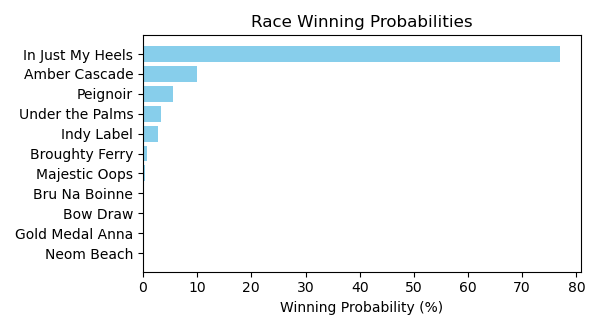 Race Winning Probabilities
In Just My Heels
Amber Cascade
Peignoir
Under the Palms
Indy Label
Broughty Ferry
Majestic Oops
Bru Na Boinne
Bow Draw
Gold Medal Anna
Neom Beach
0 10 20 30 40 50 60 70 80
Winning Probability (%)